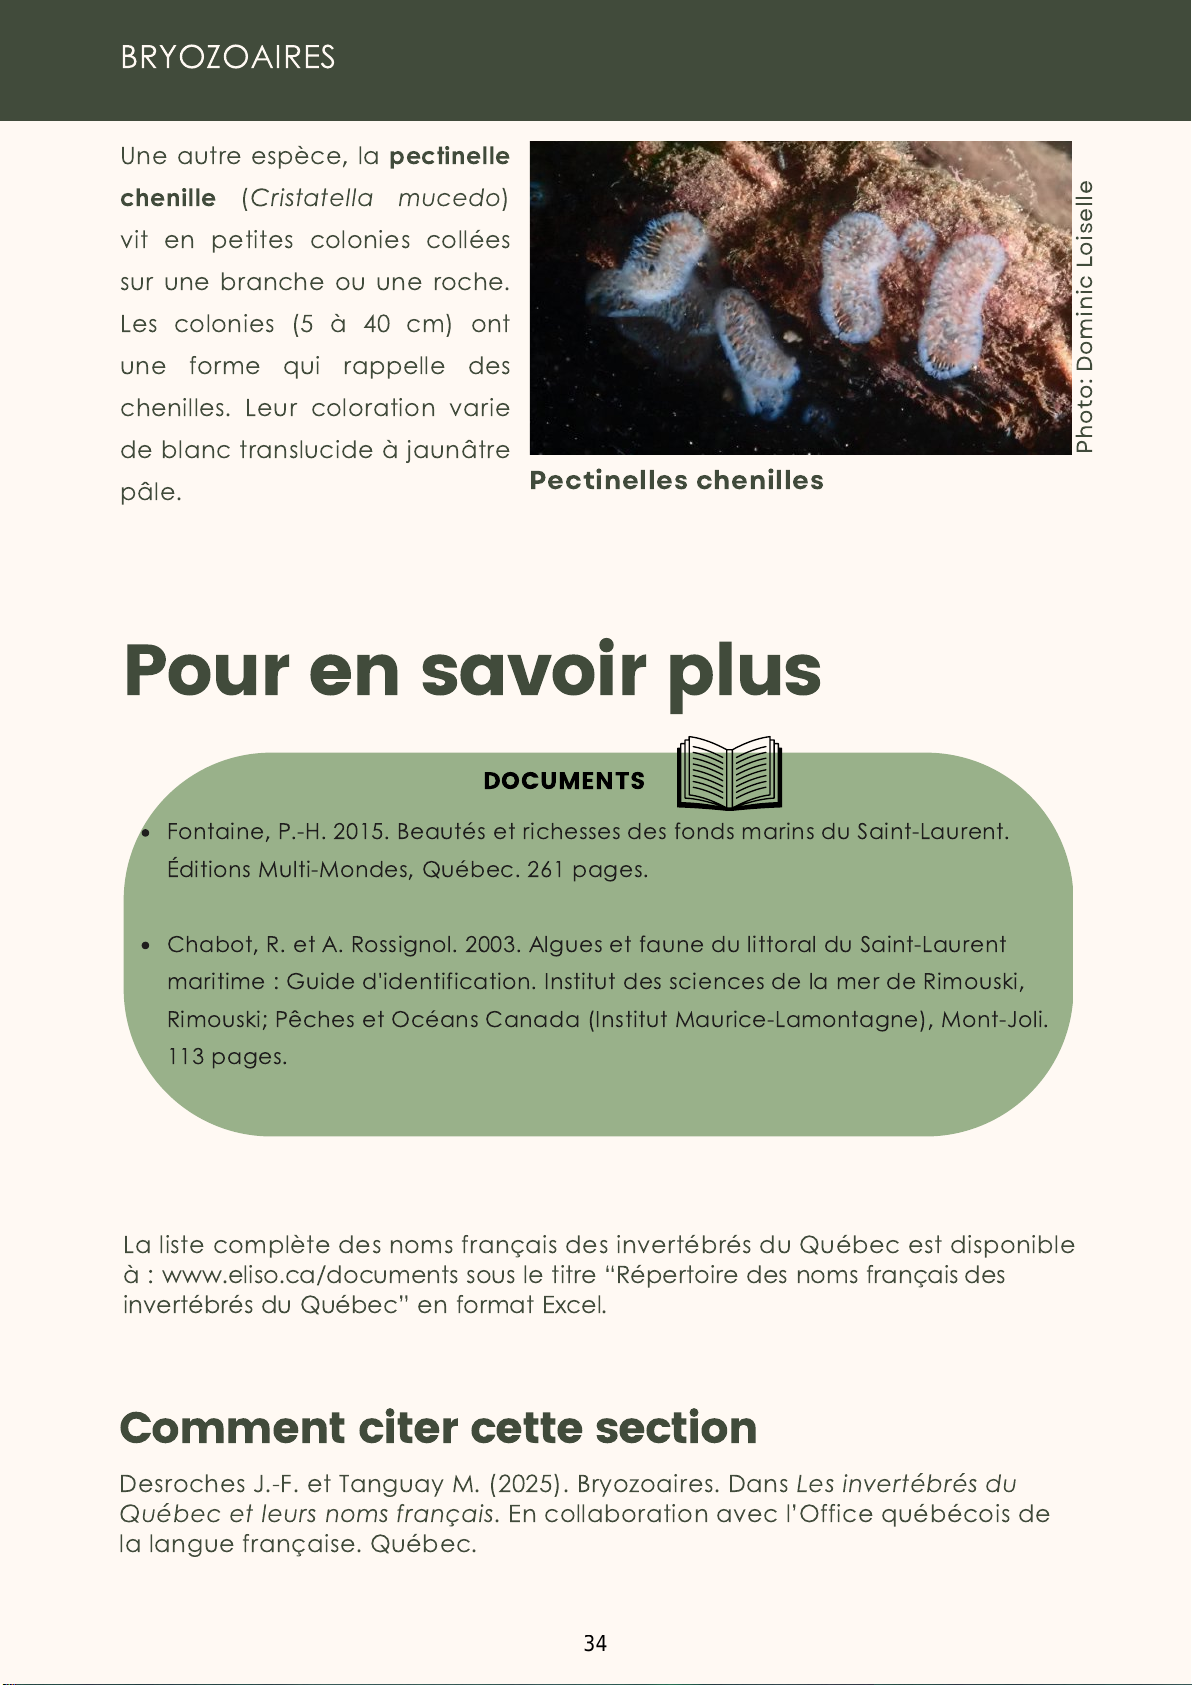 BRYOZOAIRES
Une autre espèce, la pectinelle
chenille (Cristatella mucedo)
vit en petites colonies collées
sur une branche ou une roche.
Les colonies (5 à 40 cm) ont
une forme qui rappelle des
chenilles. Leur coloration varie
de blanc translucide à jaunâtre
pâle.
Photo: Dominic Loiselle
Pectinelles chenilles
Pour en savoir plus
DOCUMENTS
• Fontaine, P.-H. 2015. Beautés et richesses des fonds marins du Saint-Laurent.
Éditions Multi-Mondes, Québec. 261 pages.
• Chabot, R. et A. Rossignol. 2003. Algues et faune du littoral du Saint-Laurent
maritime : Guide d'identification. Institut des sciences de la mer de Rimouski,
Rimouski; Pêches et Océans Canada (Institut Maurice-Lamontagne), Mont-Joli.
113 pages.
La liste complète des noms français des invertébrés du Québec est disponible
à : www.eliso.ca/documents sous le titre “Répertoire des noms français des
invertébrés du Québec” en format Excel.
Comment citer cette section
Desroches J.-F. et Tanguay M. (2025). Bryozoaires. Dans Les invertébrés du
Québec et leurs noms français. En collaboration avec l’Office québécois de
la langue française. Québec.
34